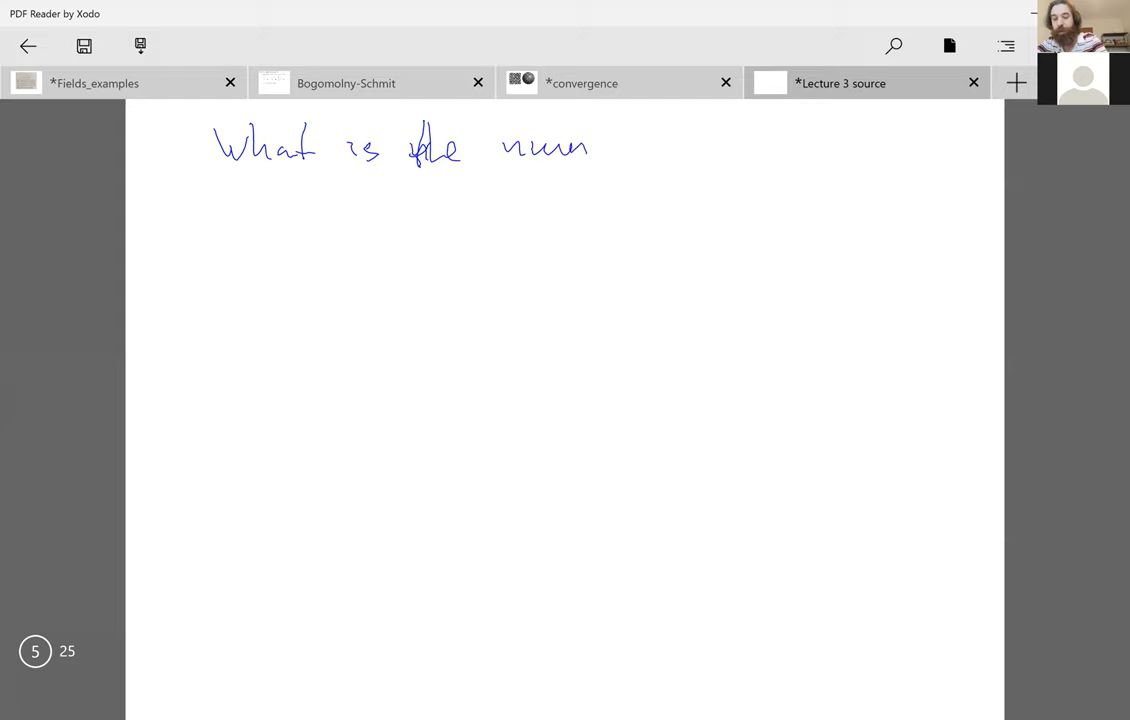 PDF Reader by Xodo
*Fields_examples
Bogomolny-Schmit
*convergence
*Lecture 3 source
What is the num
5 25